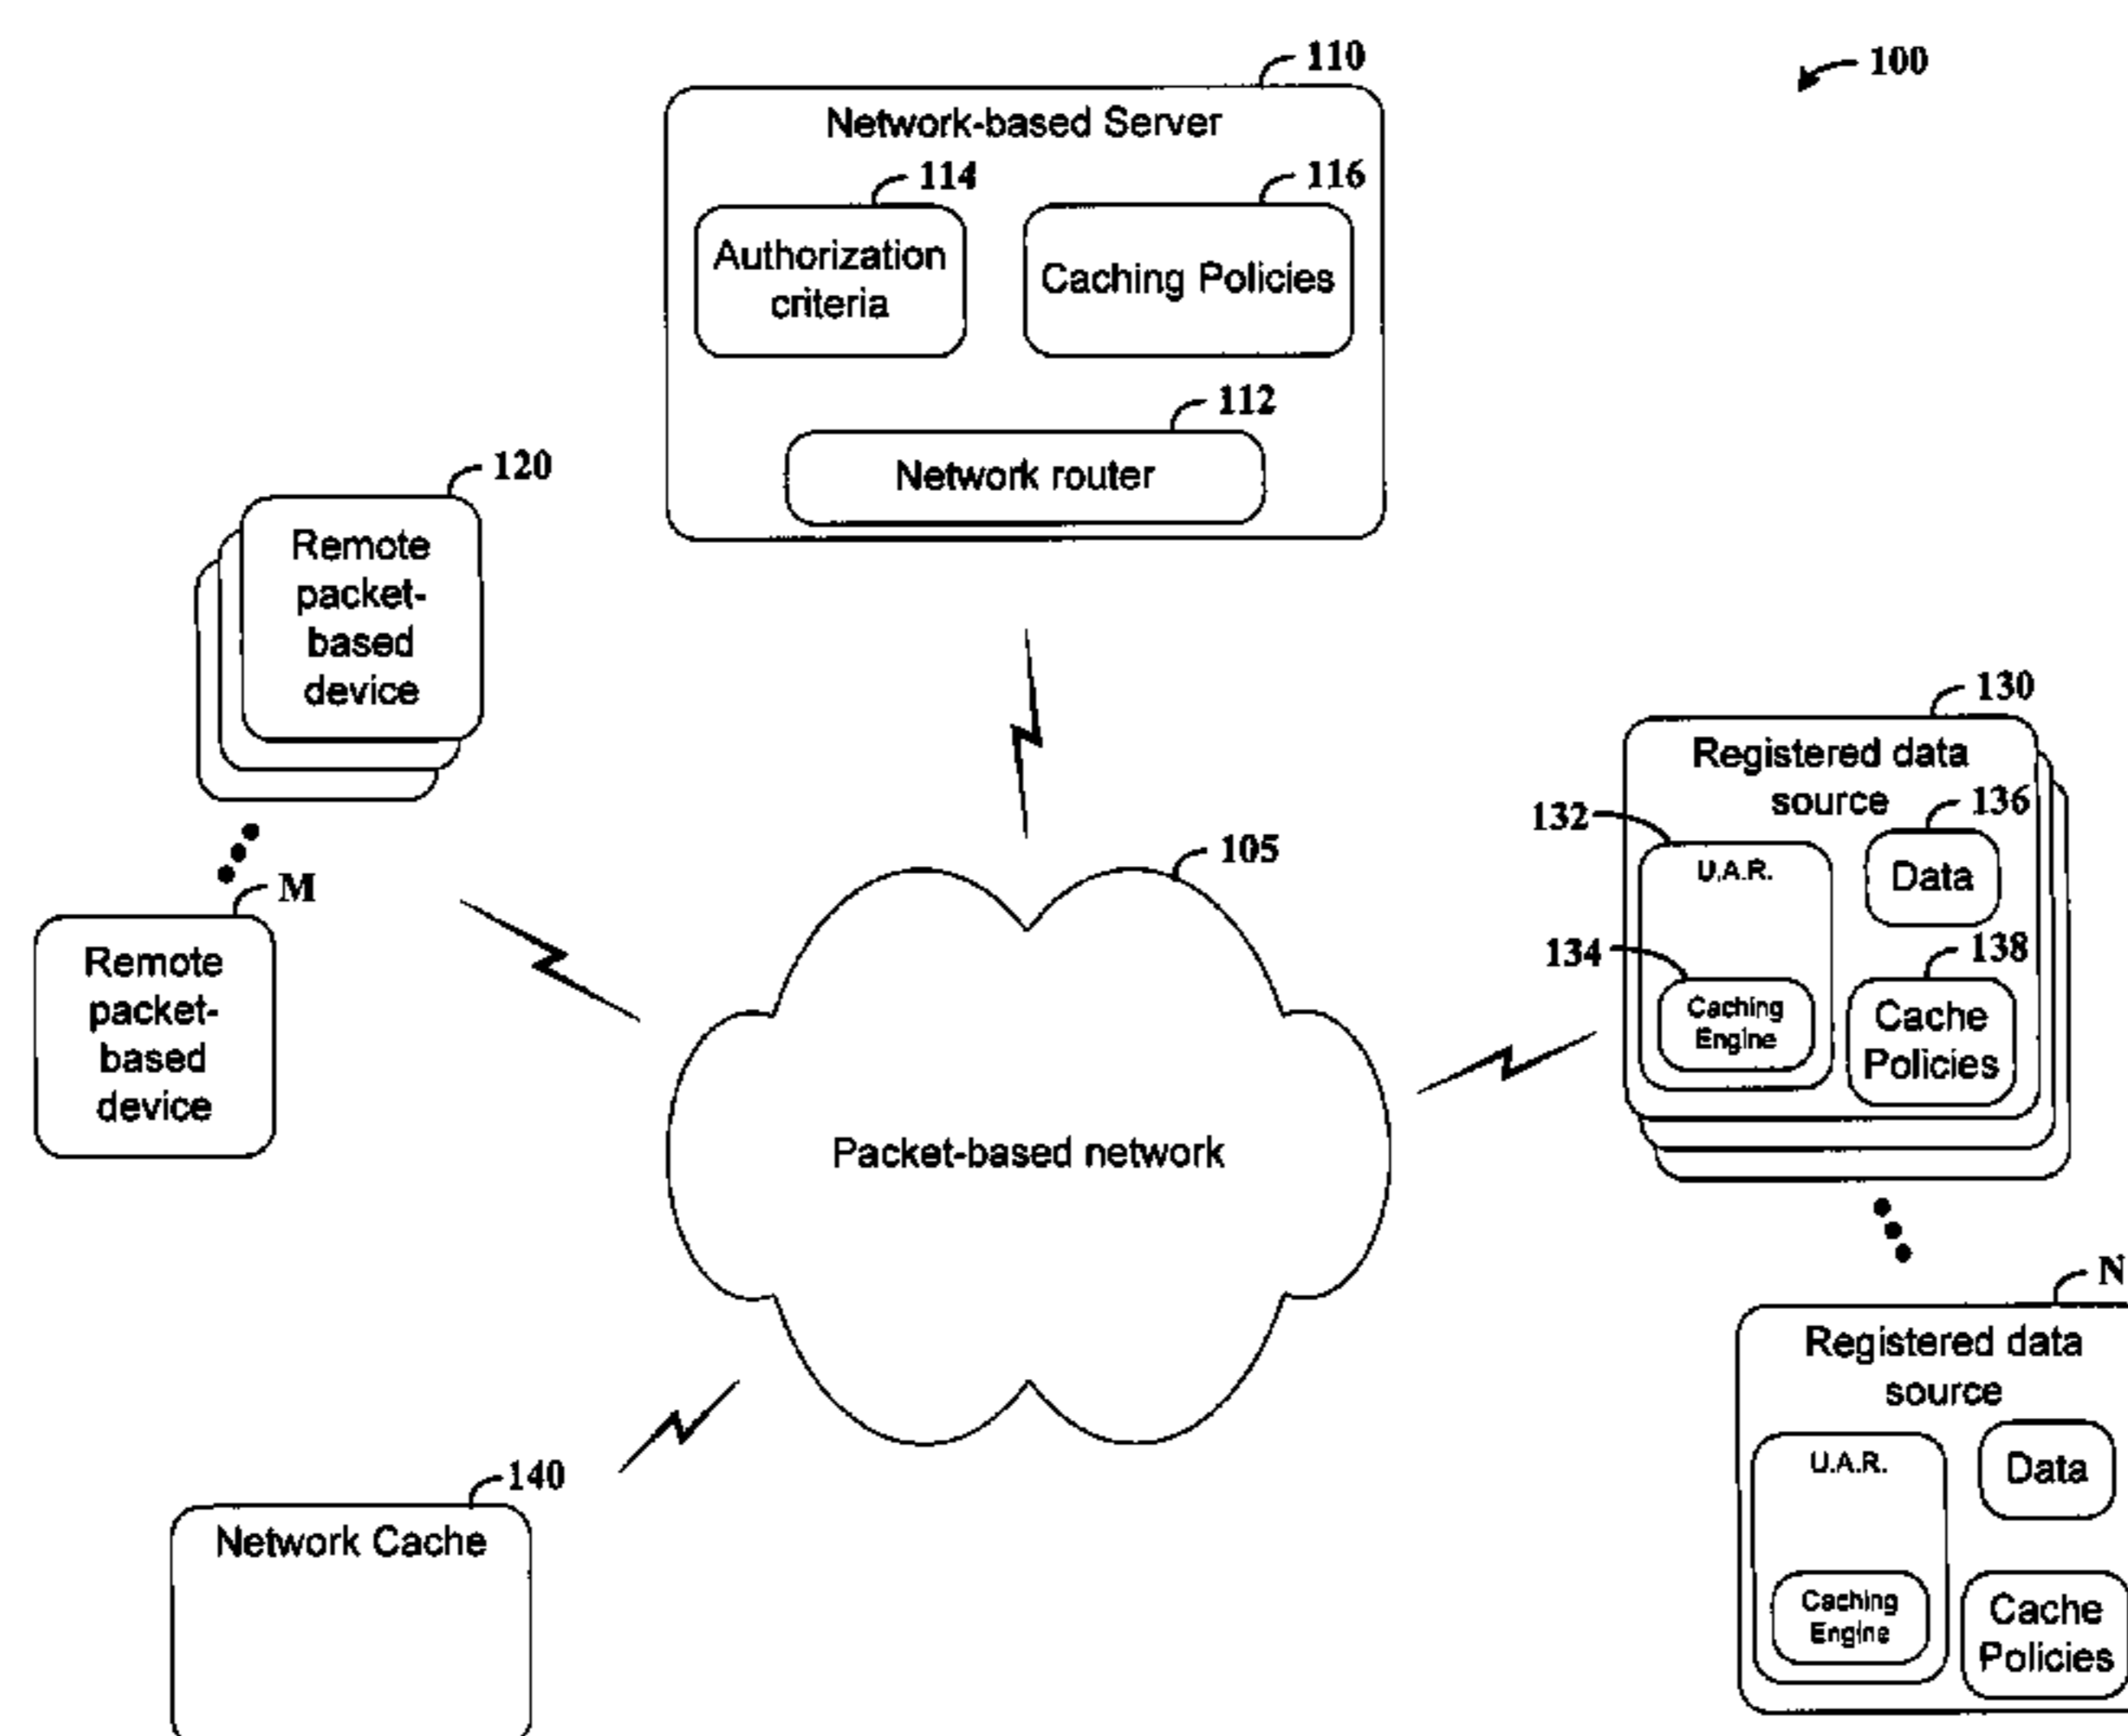 110
100
Network-based Server
114
116
Authorization
criteria
Caching Policies
112
Network router
120
Remote
packet-
based
device
M
Remote
packet-
based
device
105
Packet-based network
130
Registered data
source
132
136
U.A.R.
Data
134
138
Caching
Engine
Cache
Policies
N
Registered data
source
U.A.R.
Data
Caching
Engine
Cache
Policies
140
Network Cache